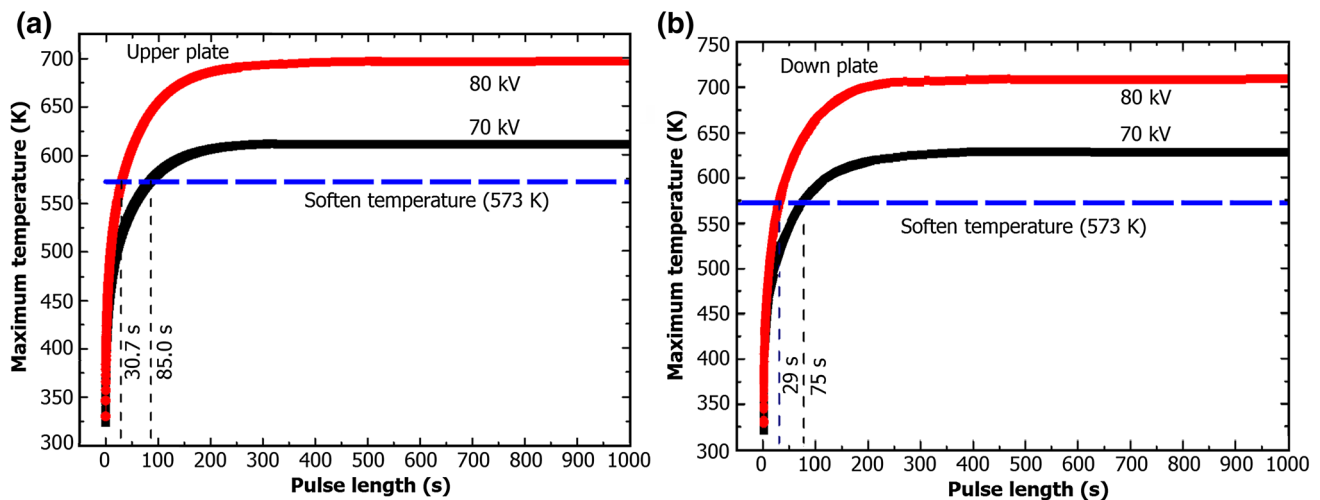 (a)
Upper plate
80 kV
70 kV
Soften temperature (573 K)
30.7 s
85.0 s
700
650
600
550
500
450
400
350
300
0 100 200 300 400 500 600 700 800 900 1000
Maximum temperature (K)
Pulse length (s)
(b)
Down plate
80 kV
70 kV
Soften temperature (573 K)
29 s
75 s
750
700
650
600
575
500
450
400
350
300
0 100 200 300 400 500 600 700 800 900 1000
Maximum temperature (K)
Pulse length (s)